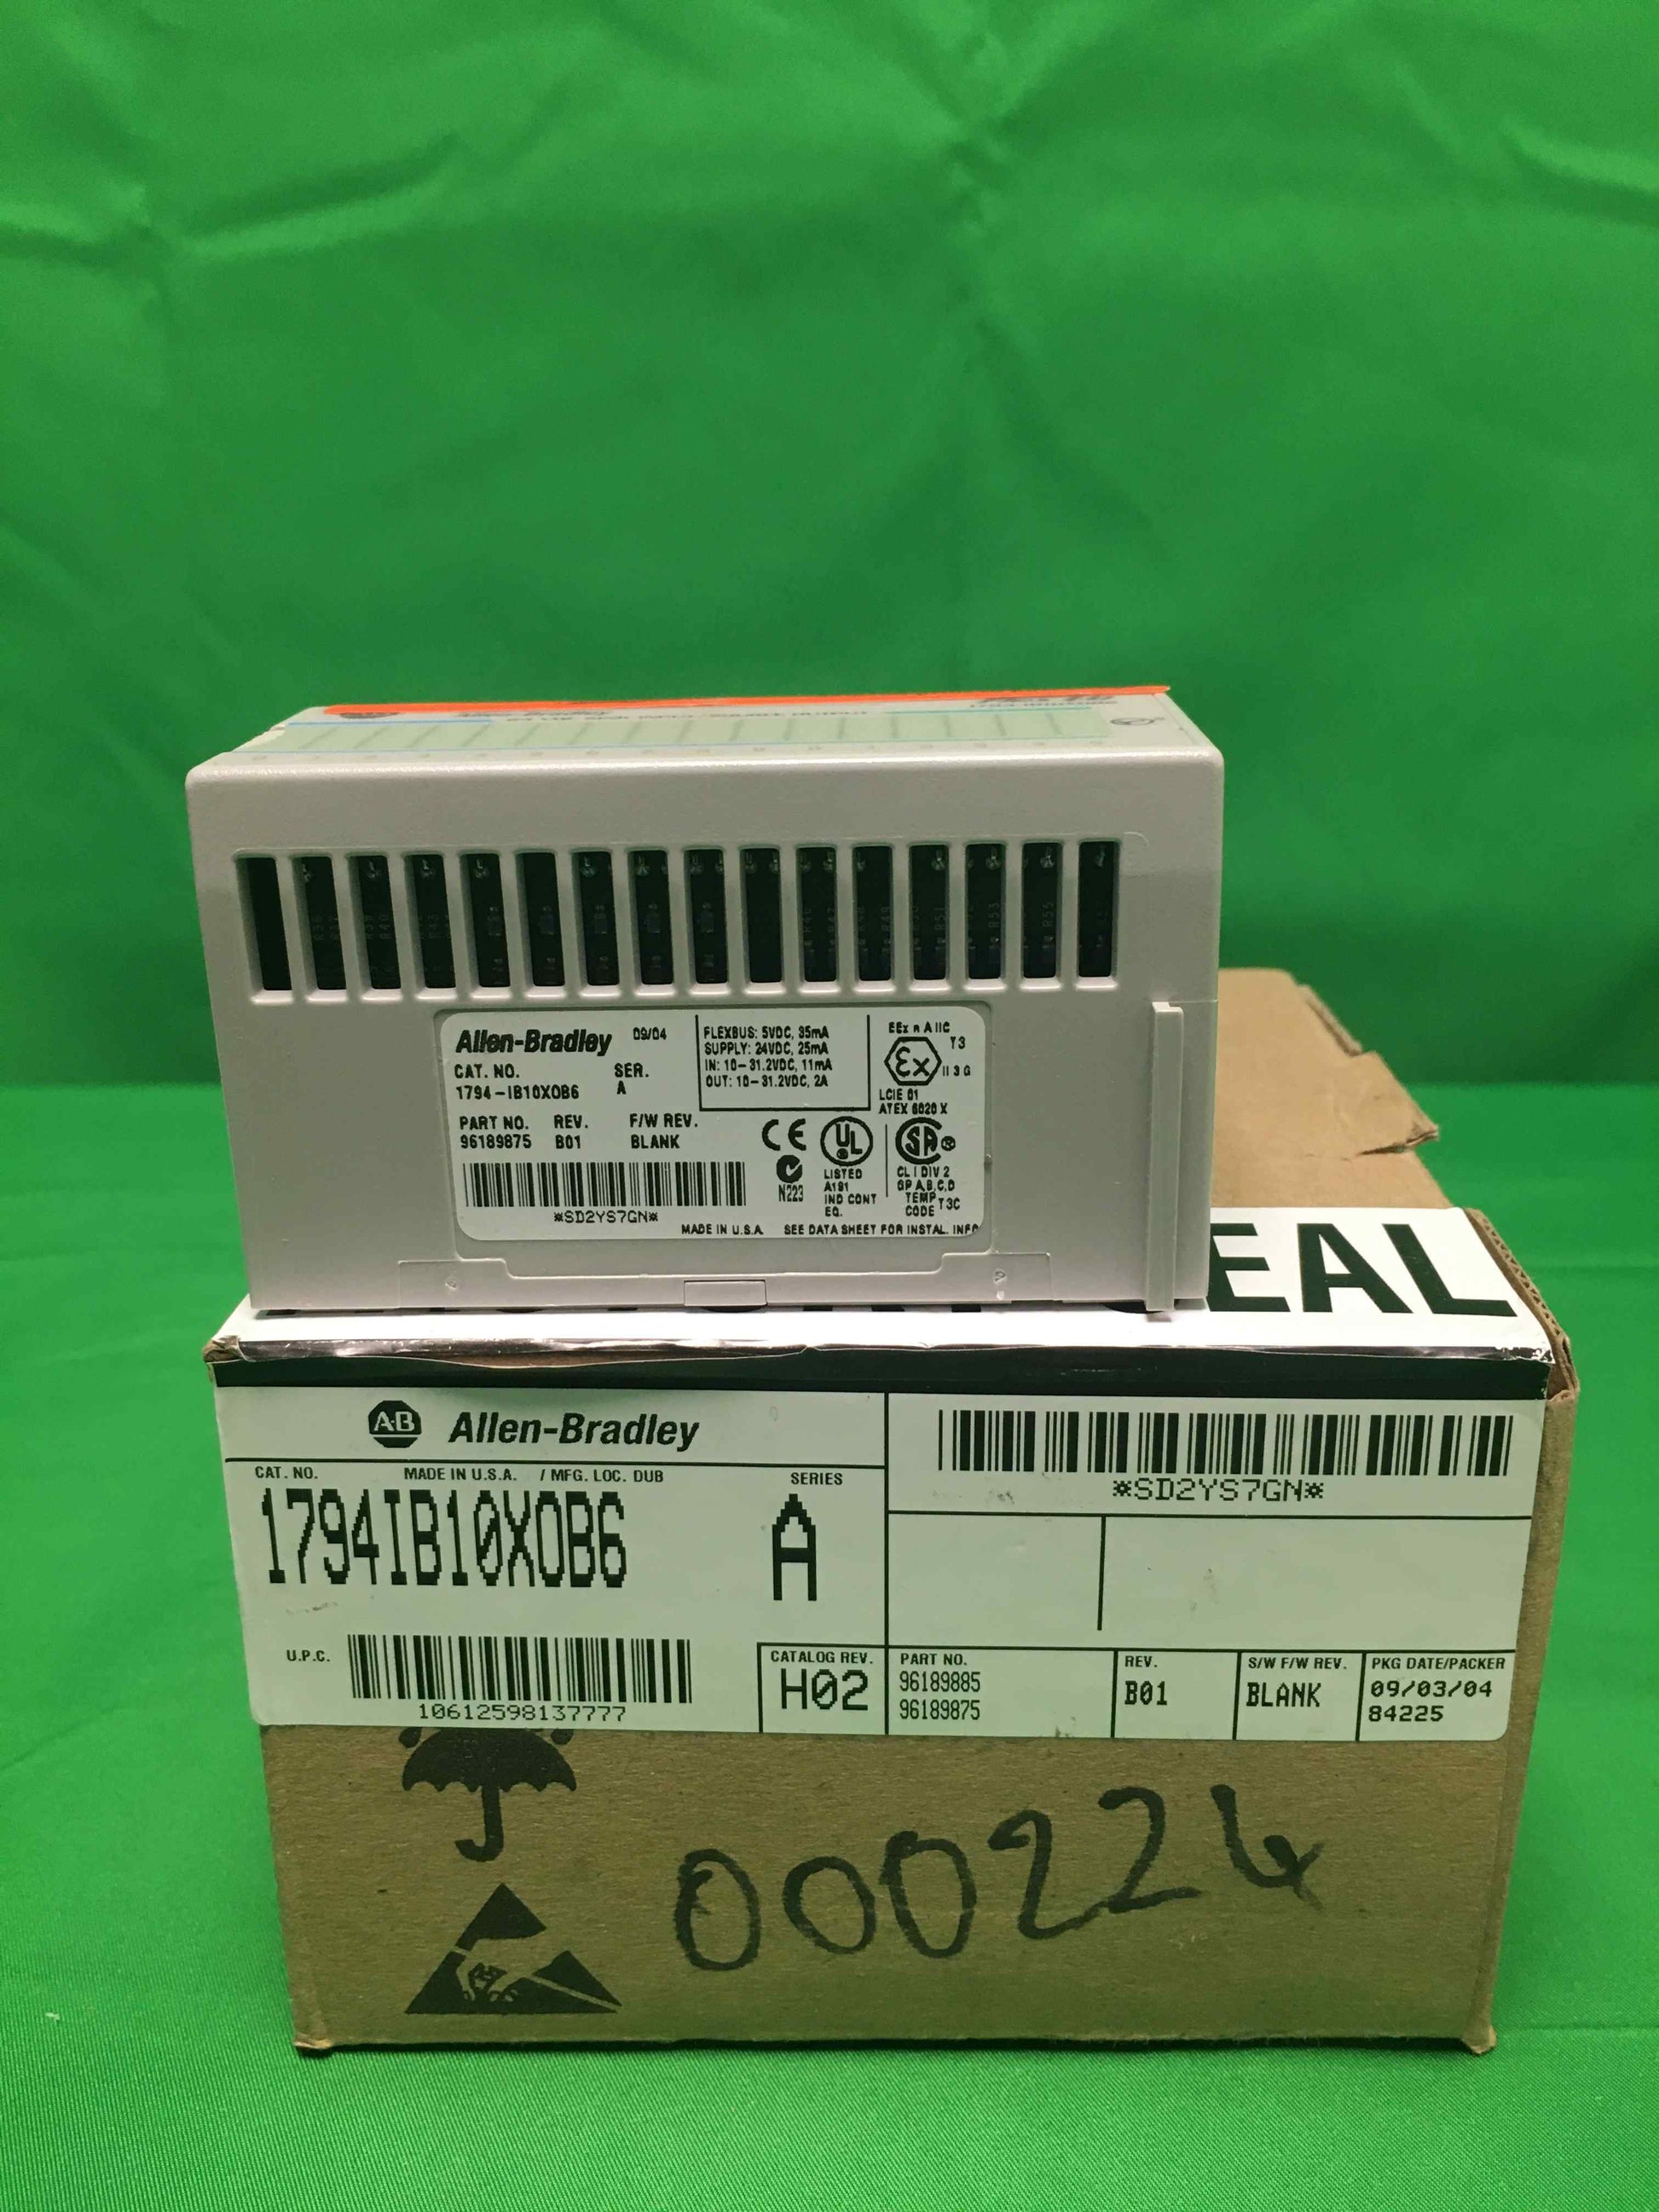 Allen-Bradley 09/04
CAT. NO. SER.
1794-IB10XOB6 A
PART NO. REV. F/W REV.
96189875 B01 BLANK
*SD2YS7GN*
FLEXBUS: 5VDC, 35mA
SUPPLY: 24VDC, 25mA
IN: 10-31.2VDC, 11mA
OUT: 10-31.2VDC, 2A
EEx n A IIC
T3
Ex
II 3 G
LCIE 01
ATEX 6020 X
CE
UL
LISTED
A191
IND CONT
EQ.
N223
SA
CL I DIV 2
GP A,B,C,D
TEMP
CODE T3C
MADE IN U.S.A. SEE DATA SHEET FOR INSTAL. INFO
EAL
A-B Allen-Bradley
CAT. NO. MADE IN U.S.A. / MFG. LOC. DUB SERIES
1794IB10XOB6 A
U.P.C.
10612598137777
CATALOG REV.
H02
*SD2YS7GN*
PART NO. REV. S/W F/W REV. PKG DATE/PACKER
96189885 B01 BLANK 09/03/04
96189875 84225
000224